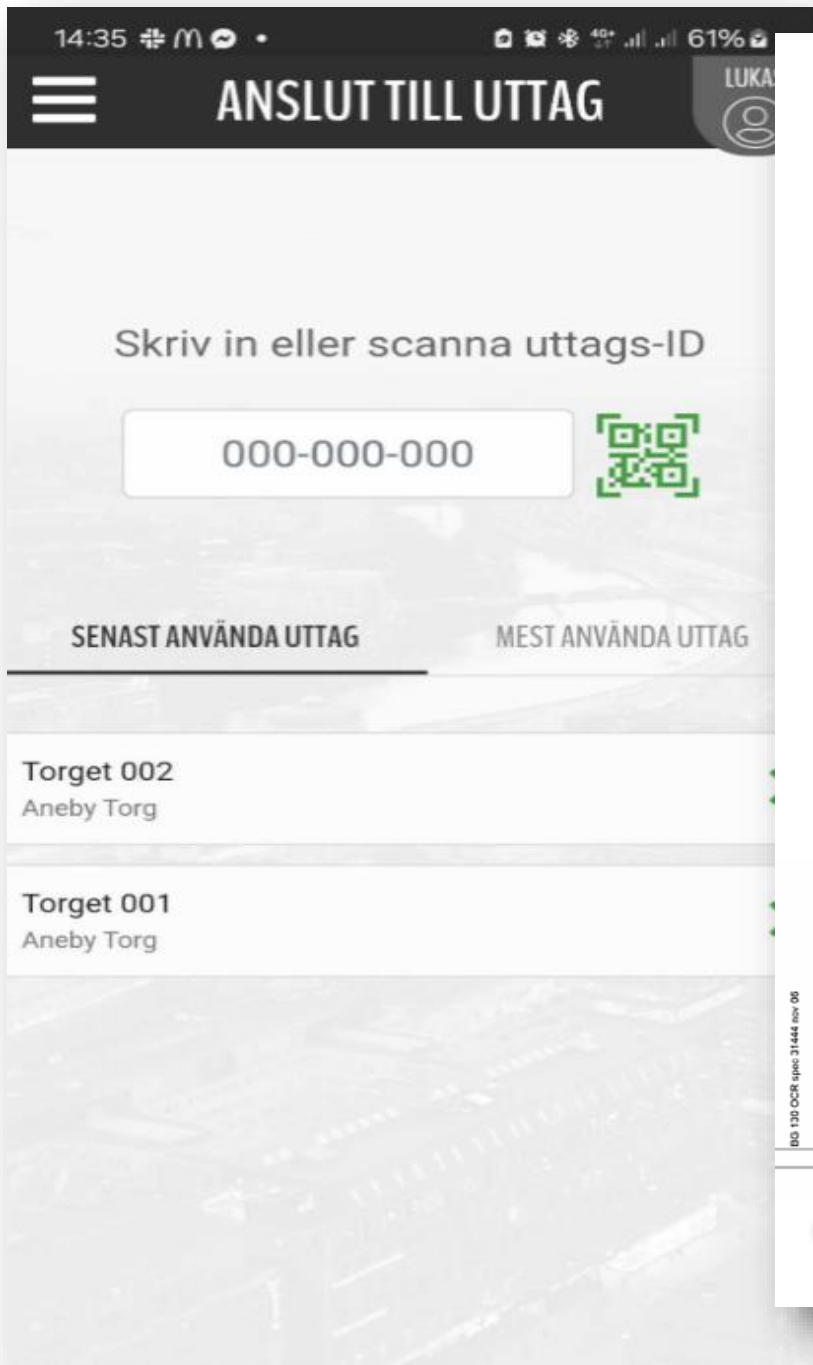 14:35 61%
ANSLUT TILL UTTAG
LUKAS
Skriv in eller scanna uttags-ID
000-000-000
SENAST ANVÄNDA UTTAG
MEST ANVÄNDA UTTAG
Torget 002
Aneby Torg
Torget 001
Aneby Torg
BG 130 OCR spec 31444 nov 06